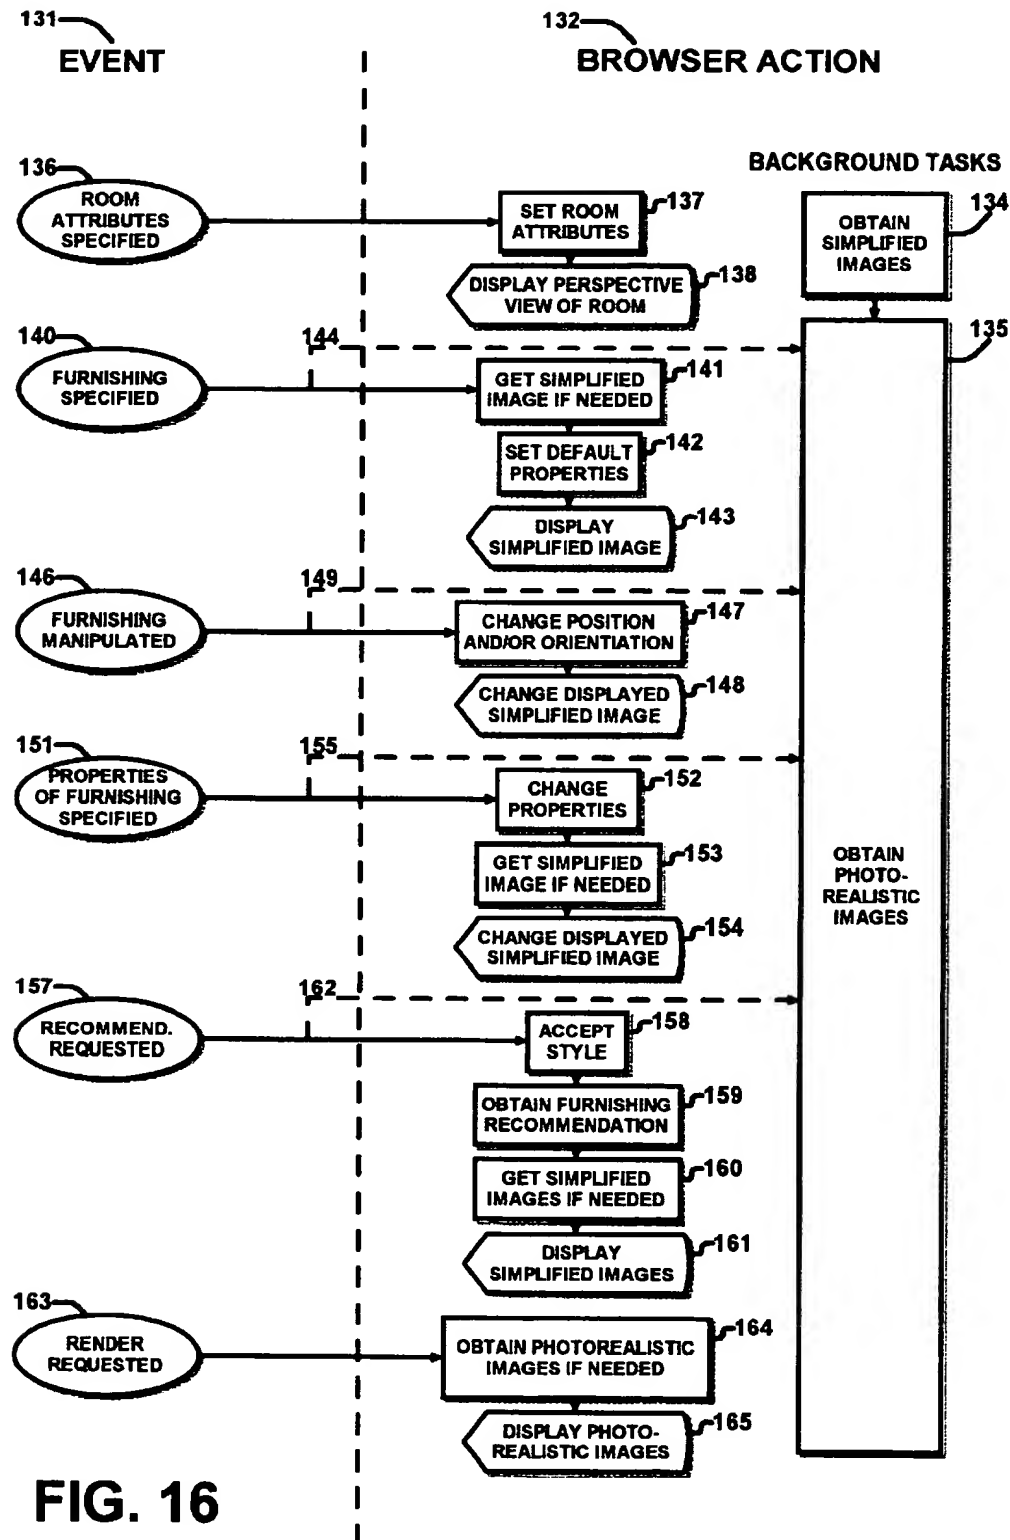 131
EVENT
132
BROWSER ACTION
BACKGROUND TASKS
136
ROOM
ATTRIBUTES
SPECIFIED
SET ROOM
ATTRIBUTES
137
DISPLAY PERSPECTIVE
VIEW OF ROOM
138
OBTAIN
SIMPLIFIED
IMAGES
134
135
140
FURNISHING
SPECIFIED
144
GET SIMPLIFIED
IMAGE IF NEEDED
141
SET DEFAULT
PROPERTIES
142
DISPLAY
SIMPLIFIED IMAGE
143
146
FURNISHING
MANIPULATED
149
CHANGE POSITION
AND/OR ORIENTIATION
147
CHANGE DISPLAYED
SIMPLIFIED IMAGE
148
151
PROPERTIES
OF FURNISHING
SPECIFIED
155
CHANGE
PROPERTIES
152
GET SIMPLIFIED
IMAGE IF NEEDED
153
CHANGE DISPLAYED
SIMPLIFIED IMAGE
154
OBTAIN
PHOTO-
REALISTIC
IMAGES
157
RECOMMEND.
REQUESTED
162
ACCEPT
STYLE
158
OBTAIN FURNISHING
RECOMMENDATION
159
GET SIMPLIFIED
IMAGES IF NEEDED
160
DISPLAY
SIMPLIFIED IMAGES
161
163
RENDER
REQUESTED
OBTAIN PHOTOREALISTIC
IMAGES IF NEEDED
164
DISPLAY PHOTO-
REALISTIC IMAGES
165
FIG. 16